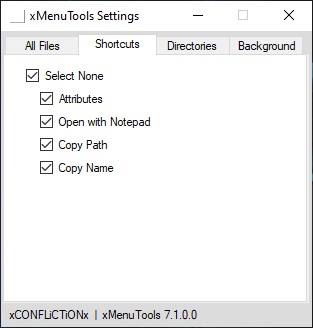 xMenuTools Settings
All Files Shortcuts Directories Background
Select None
Attributes
Open with Notepad
Copy Path
Copy Name
xCONFLiCTiONx | xMenuTools 7.1.0.0